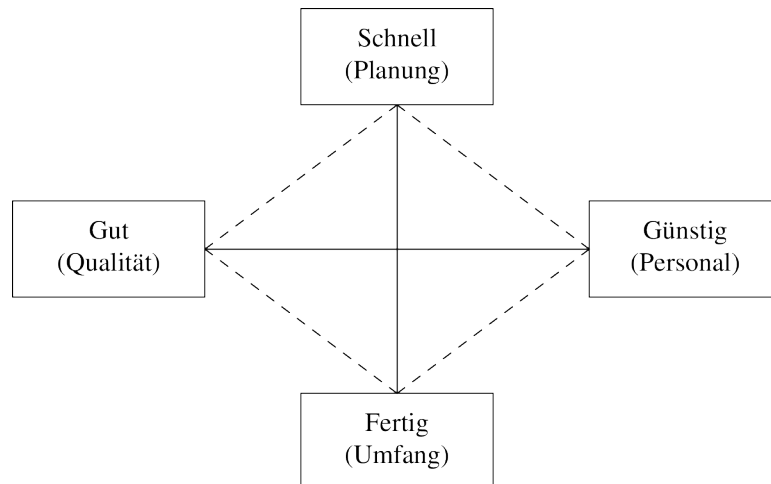 Schnell
(Planung)
Gut
(Qualität)
Günstig
(Personal)
Fertig
(Umfang)